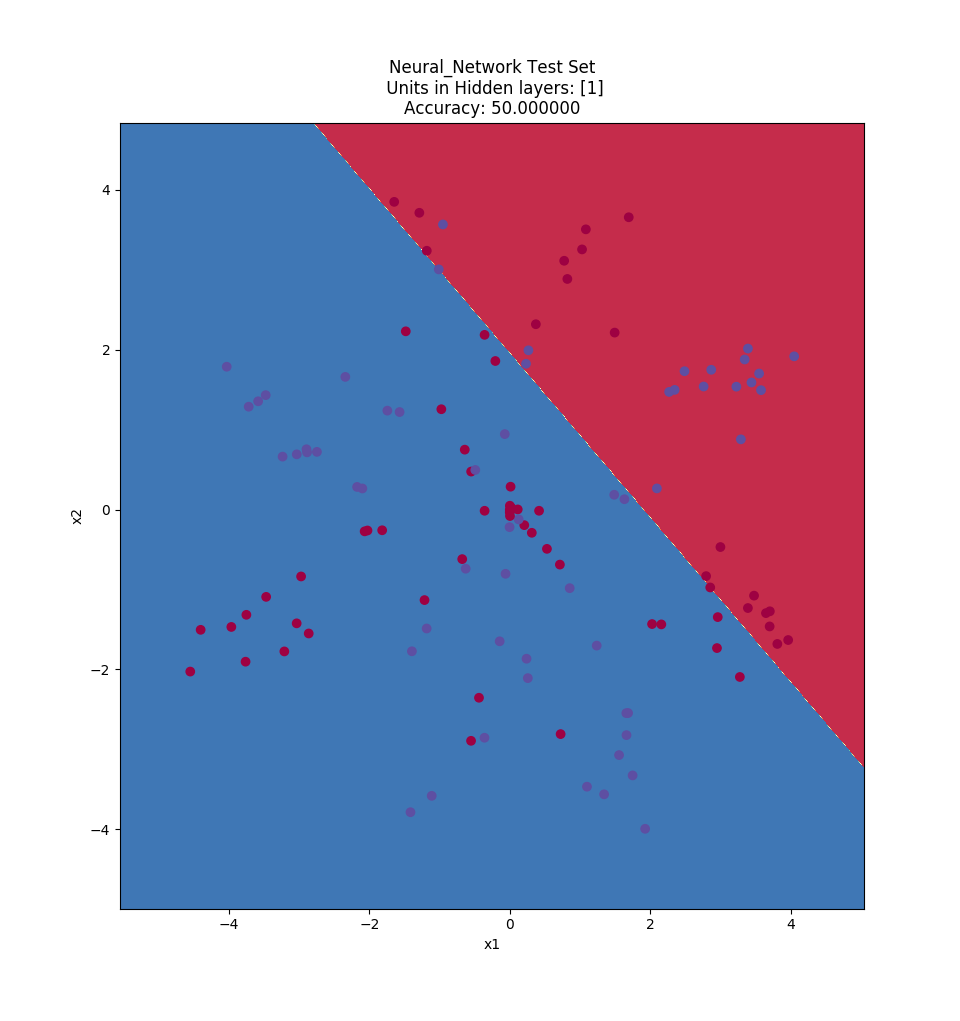 Neural_Network Test Set
Units in Hidden layers: [1]
Accuracy: 50.000000
4
2
0
−2
−4
x2
−4 −2 0 2 4
x1